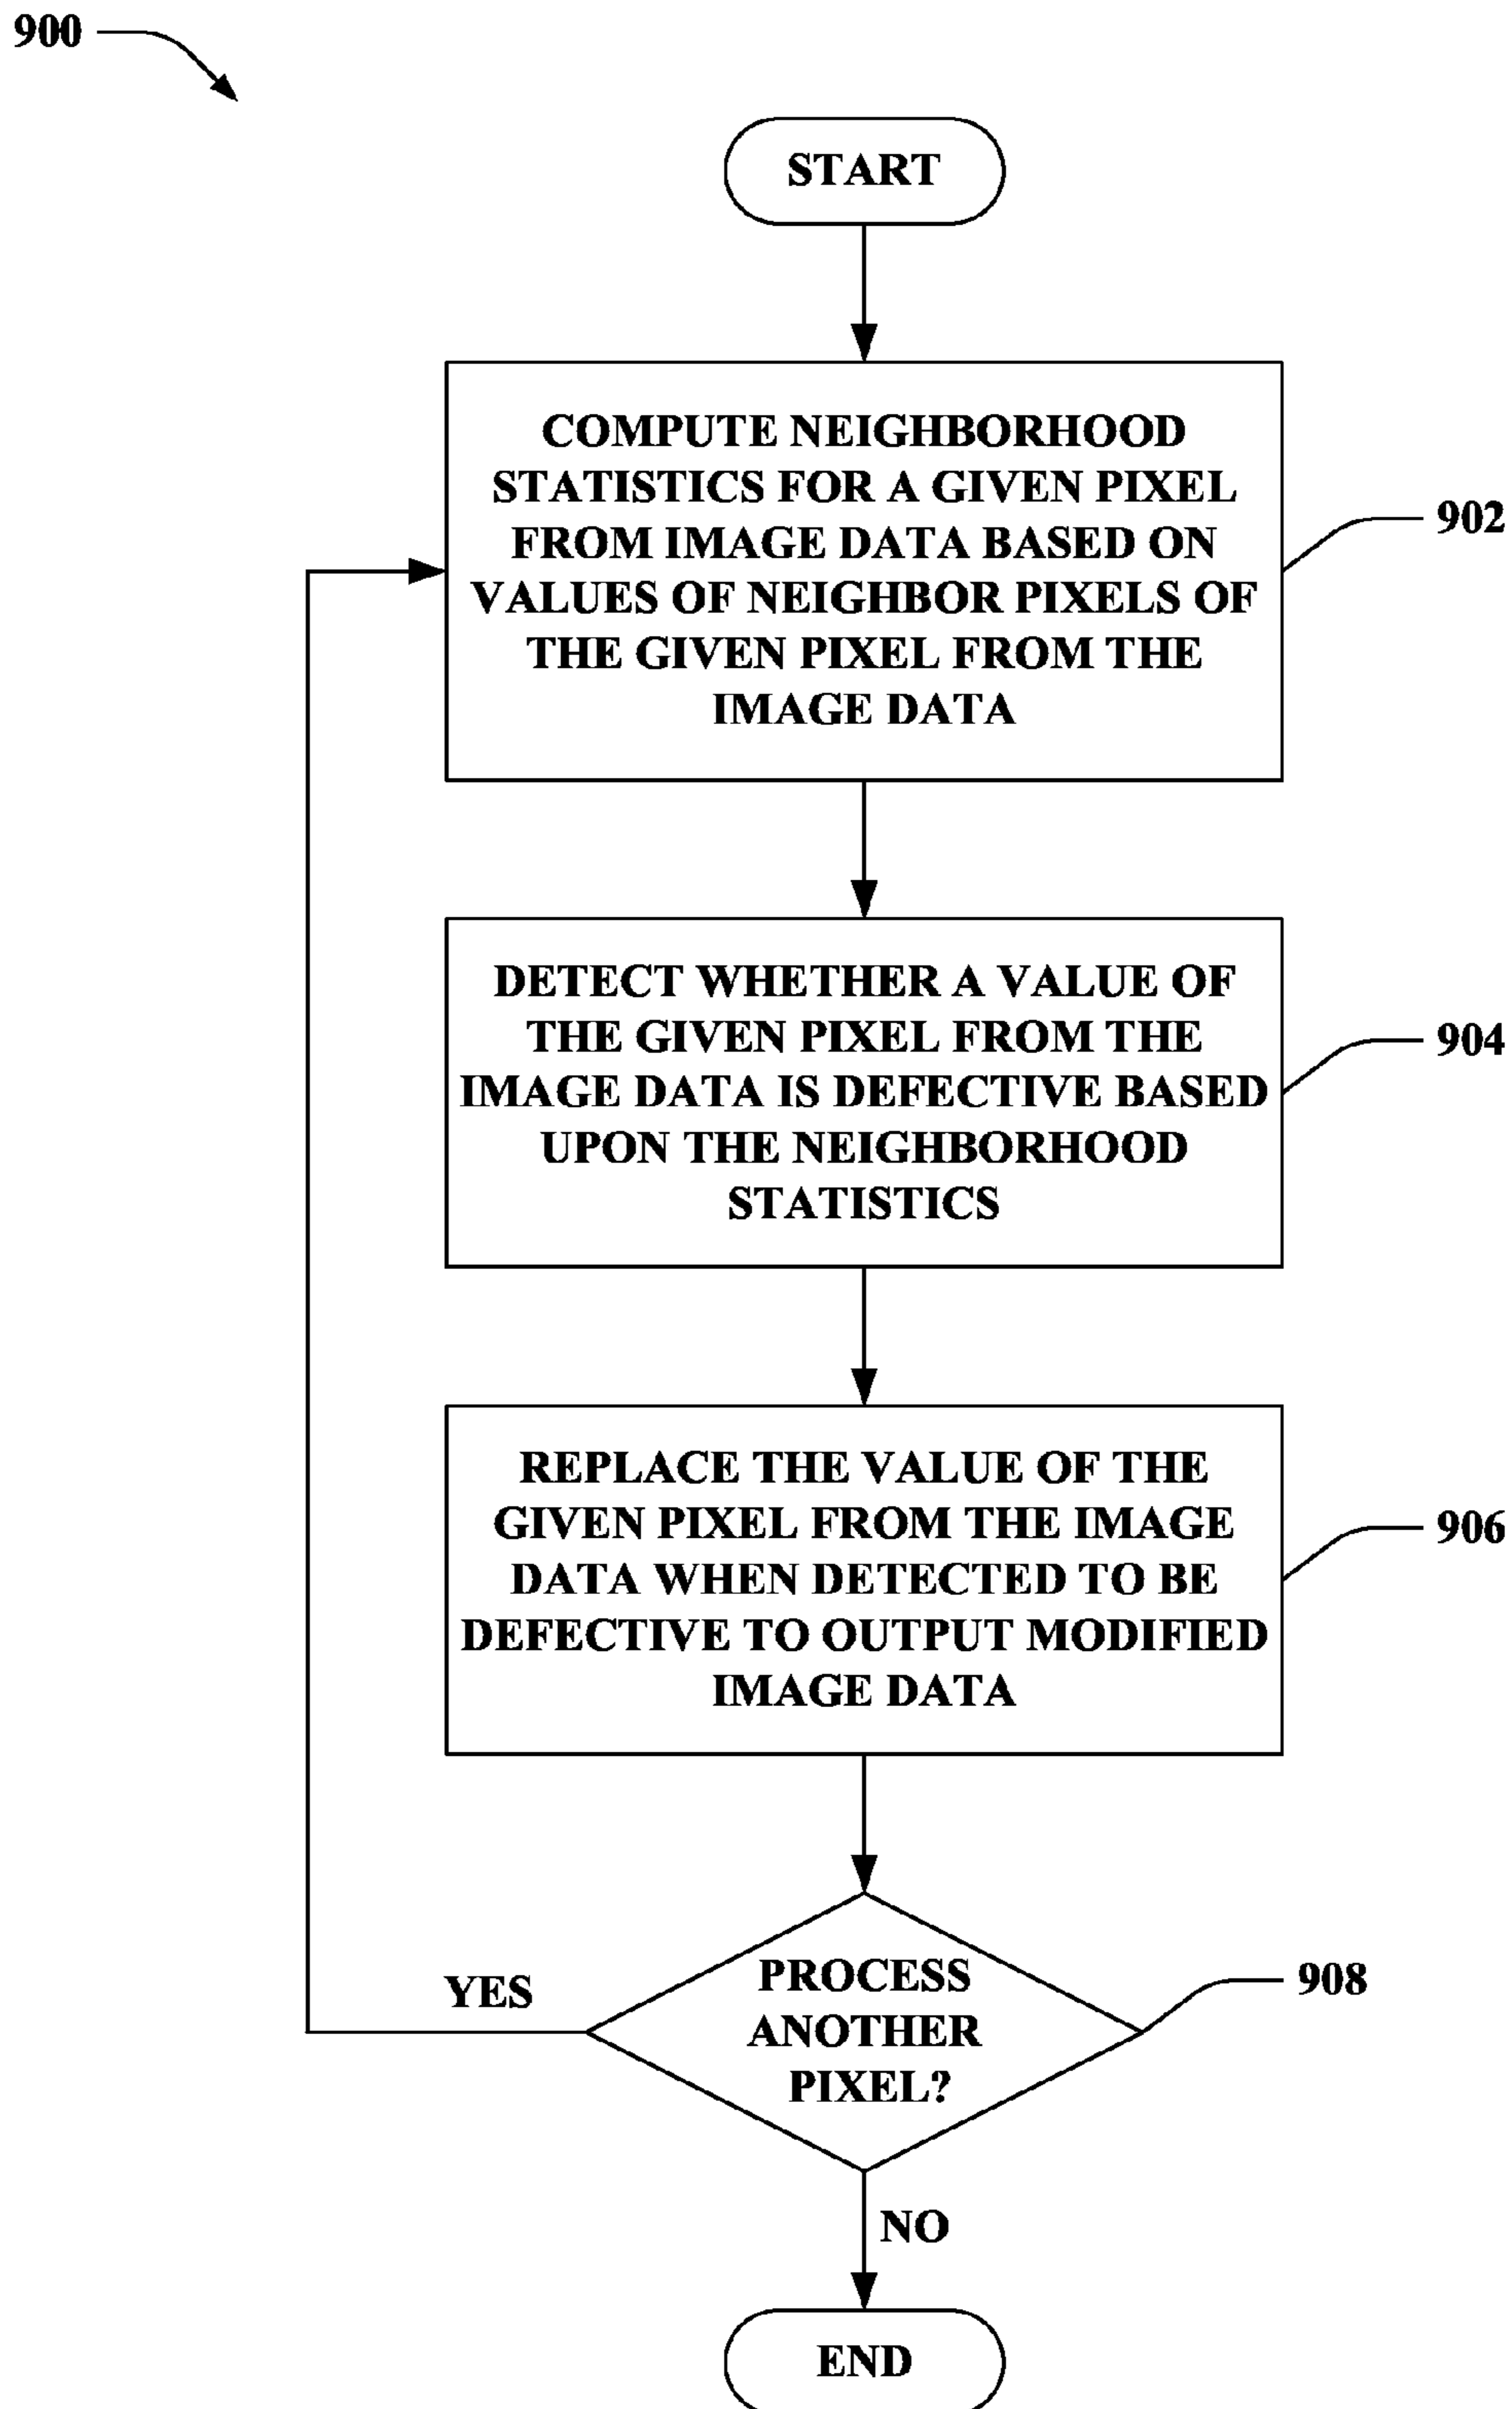 900
START
COMPUTE NEIGHBORHOOD
STATISTICS FOR A GIVEN PIXEL
FROM IMAGE DATA BASED ON
VALUES OF NEIGHBOR PIXELS OF
THE GIVEN PIXEL FROM THE
IMAGE DATA
902
DETECT WHETHER A VALUE OF
THE GIVEN PIXEL FROM THE
IMAGE DATA IS DEFECTIVE BASED
UPON THE NEIGHBORHOOD
STATISTICS
904
REPLACE THE VALUE OF THE
GIVEN PIXEL FROM THE IMAGE
DATA WHEN DETECTED TO BE
DEFECTIVE TO OUTPUT MODIFIED
IMAGE DATA
906
PROCESS
ANOTHER
PIXEL?
908
YES
NO
END